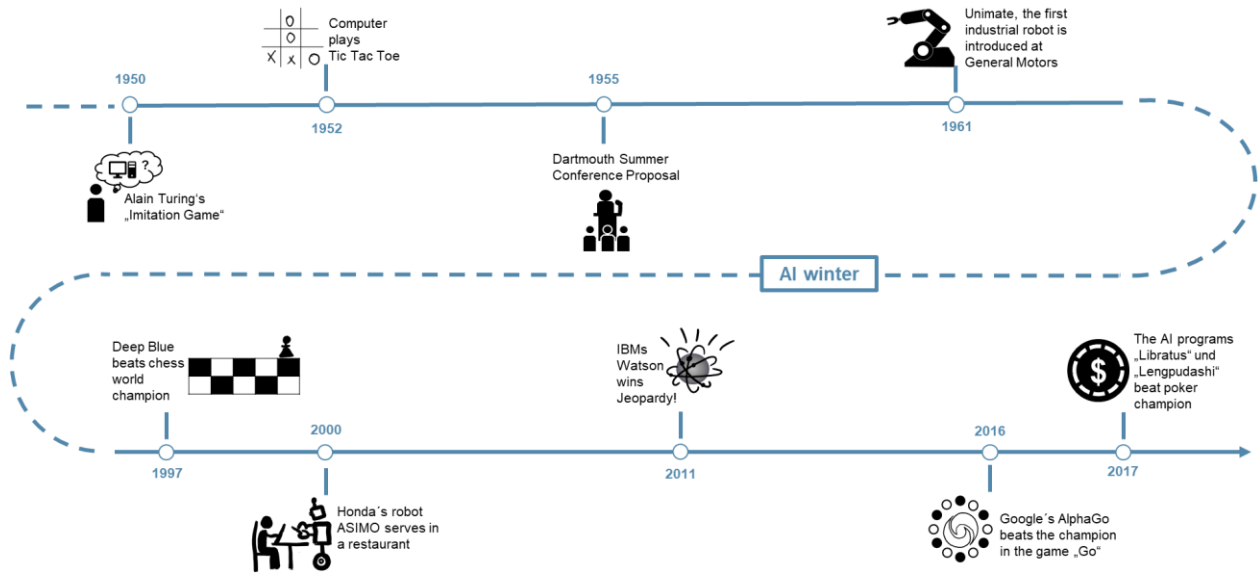 Computer
plays
Tic Tac Toe
Unimate, the first
industrial robot is
introduced at
General Motors
O
O
X X O
1950
1952
1955
1961
?
Alain Turing‘s
„Imitation Game“
Dartmouth Summer
Conference Proposal
AI winter
Deep Blue
beats chess
world
champion
IBMs
Watson
wins
Jeopardy!
$
The AI programs
„Libratus“ und
„Lengpudashi“
beat poker
champion
1997
2000
2011
2016
2017
Honda´s robot
ASIMO serves in
a restaurant
Google´s AlphaGo
beats the champion
in the game „Go“